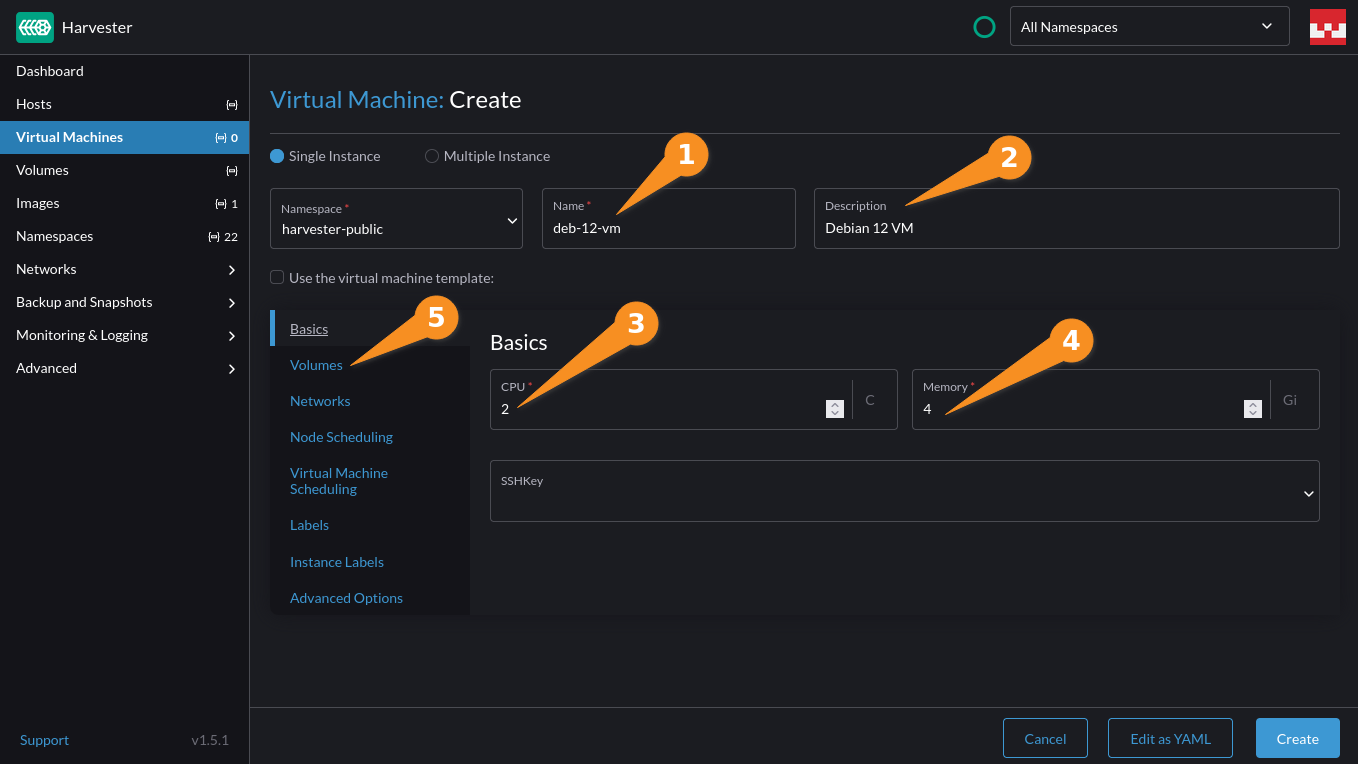 Harvester
All Namespaces
Dashboard
Hosts
Virtual Machines 0
Volumes
Images 1
Namespaces 22
Networks
Backup and Snapshots
Monitoring & Logging
Advanced
Support v1.5.1
Virtual Machine: Create
Single Instance Multiple Instance
1
2
Namespace *
harvester-public
Name *
deb-12-vm
Description
Debian 12 VM
Use the virtual machine template:
5
3
4
Basics
Volumes
Networks
Node Scheduling
Virtual Machine
Scheduling
Labels
Instance Labels
Advanced Options
Basics
CPU *
2 C
Memory *
4 Gi
SSHKey
Cancel Edit as YAML Create